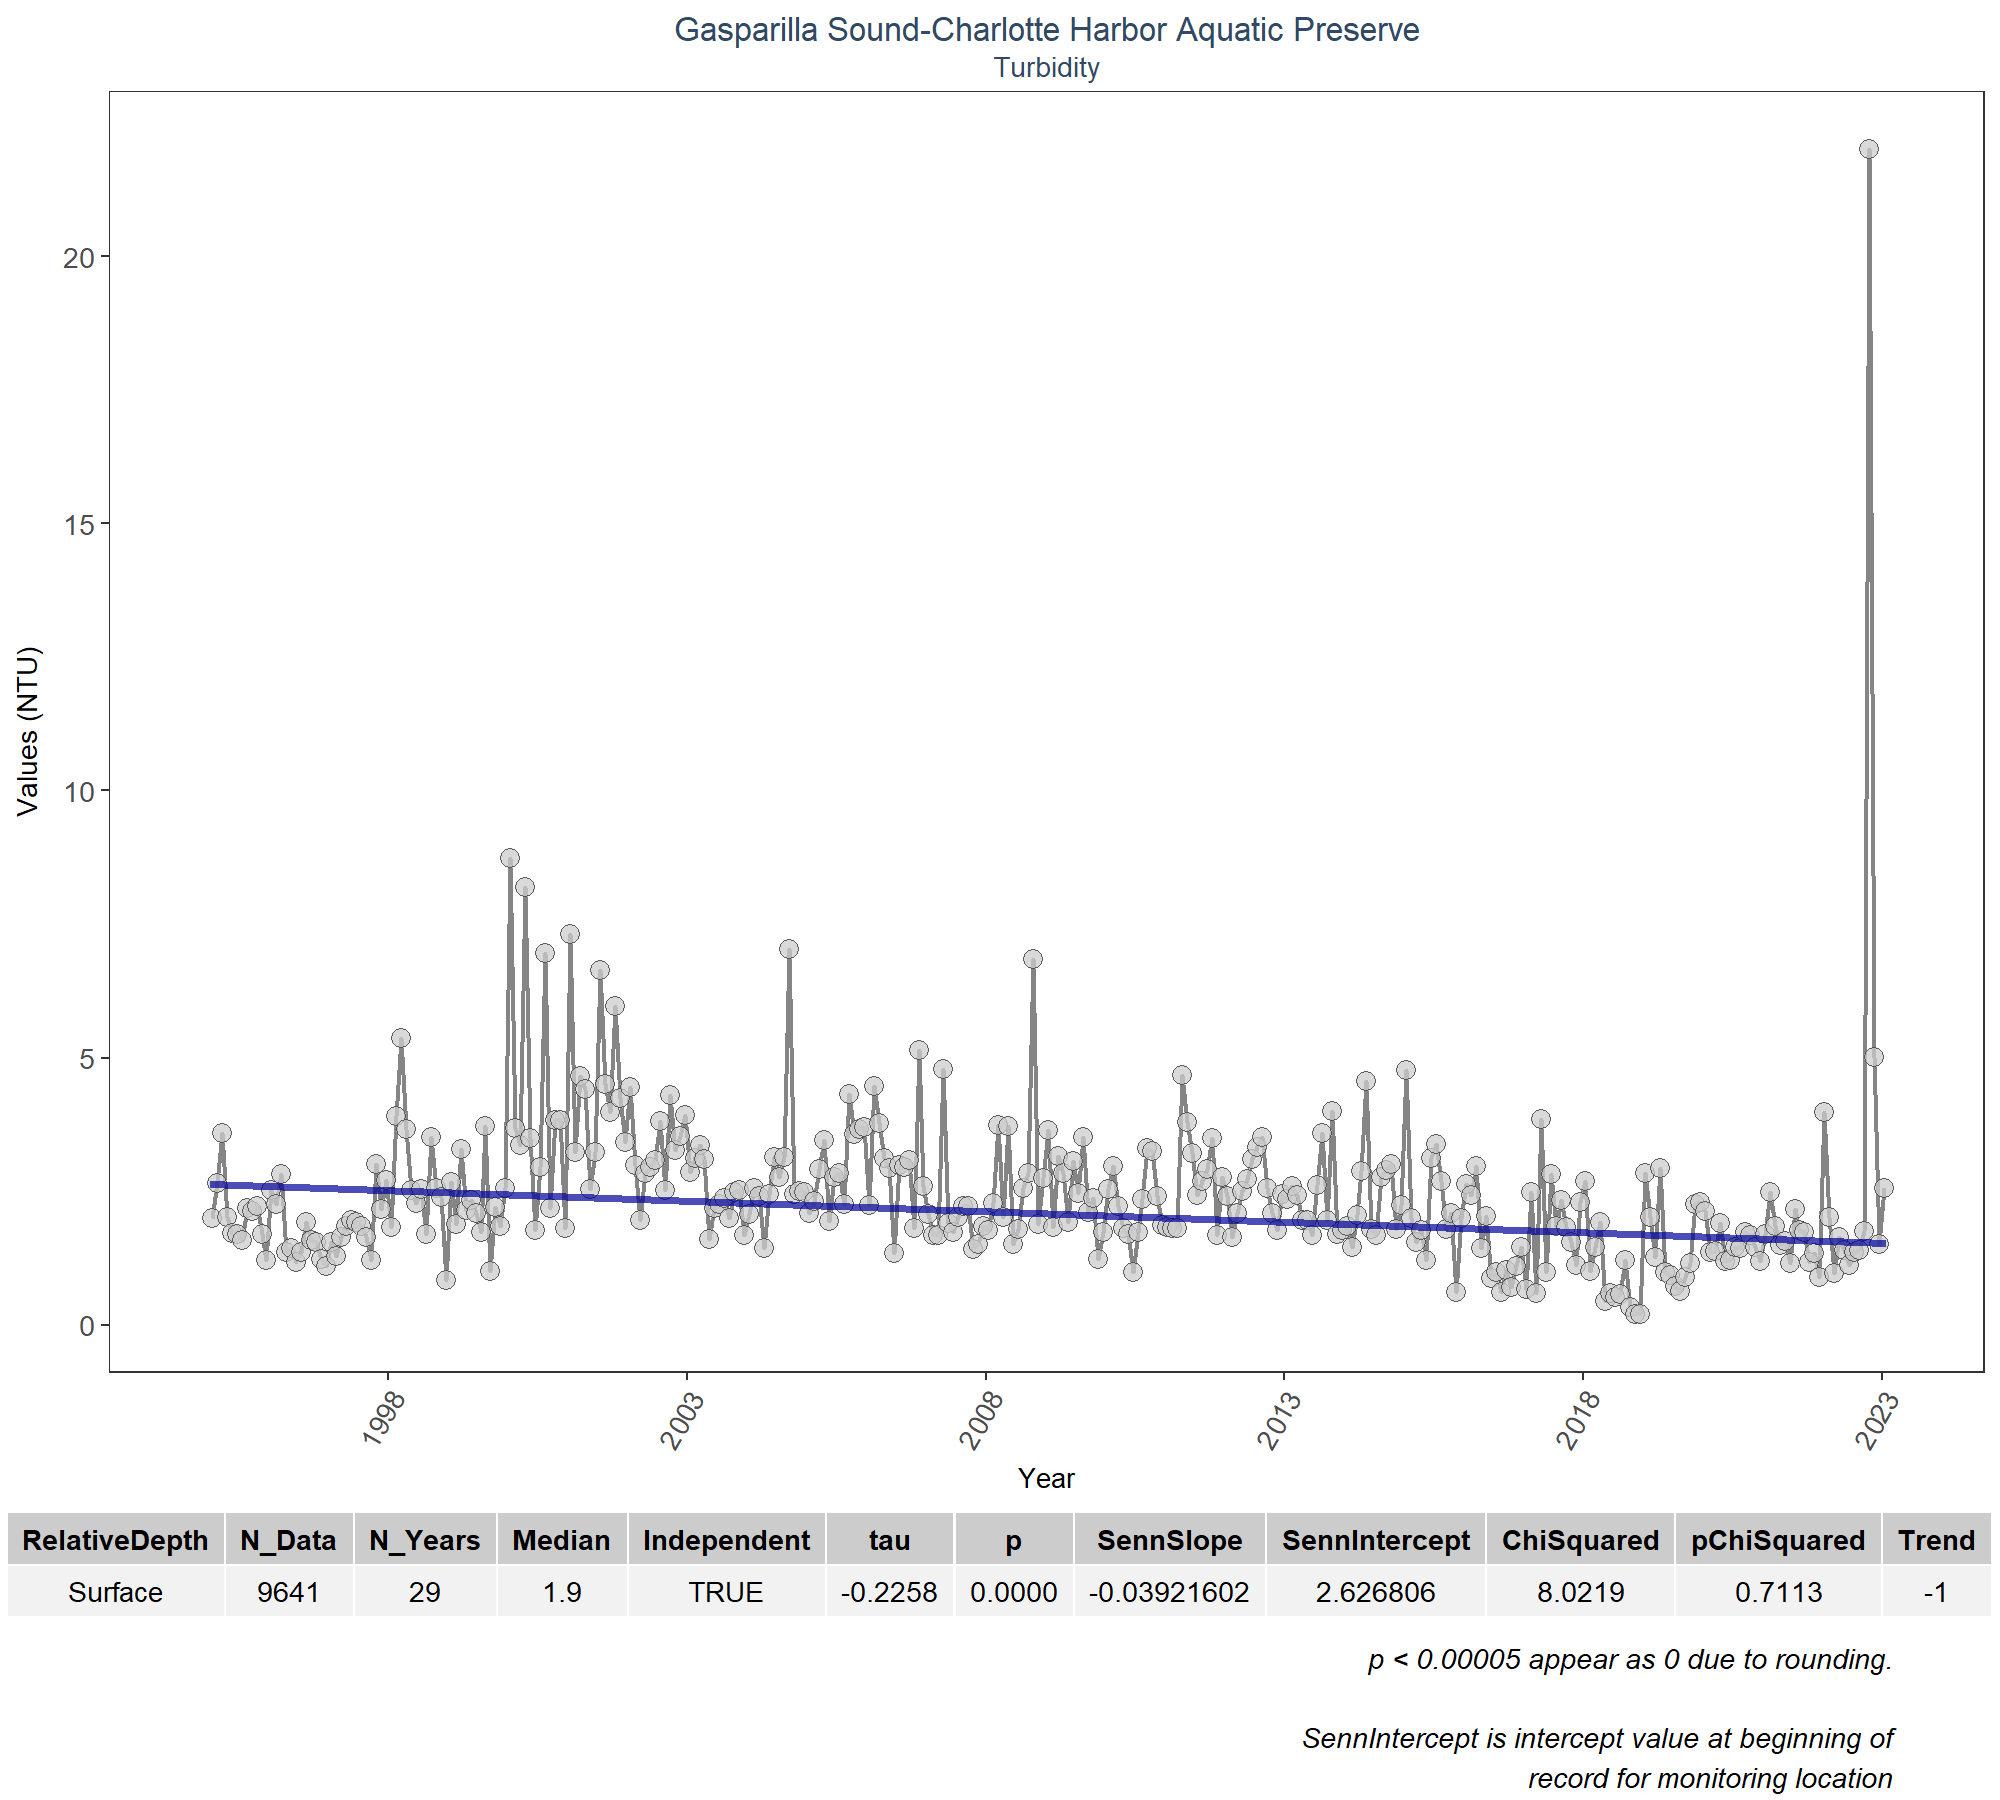 Gasparilla Sound-Charlotte Harbor Aquatic Preserve
Turbidity
Values (NTU)
20
15
10
5
0
1998 2003 2008 2013 2018 2023
Year
RelativeDepth N_Data N_Years Median Independent tau p SennSlope SennIntercept ChiSquared pChiSquared Trend
Surface 9641 29 1.9 TRUE -0.2258 0.0000 -0.03921602 2.626806 8.0219 0.7113 -1
p < 0.00005 appear as 0 due to rounding.
SennIntercept is intercept value at beginning of
record for monitoring location